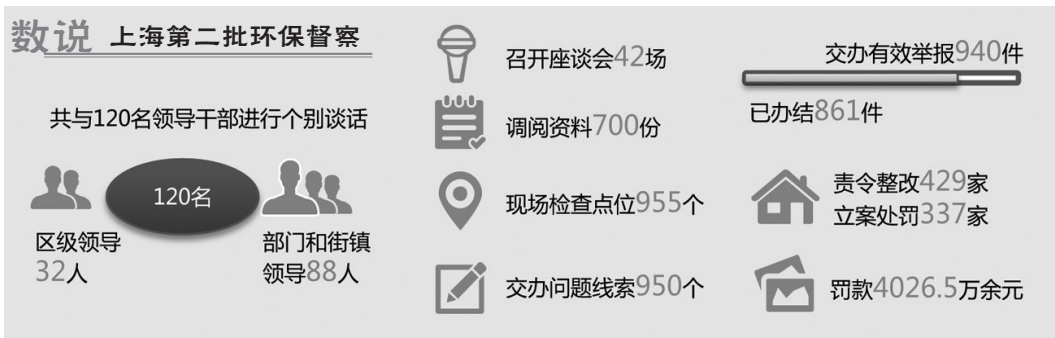 数说 上海第二批环保督察
共与120名领导干部进行个别谈话
120名
区级领导
32人
部门和街镇
领导88人
召开座谈会42场
调阅资料700份
现场检查点位955个
交办问题线索950个
交办有效举报940件
已办结861件
责令整改429家
立案处罚337家
罚款4026.5万余元